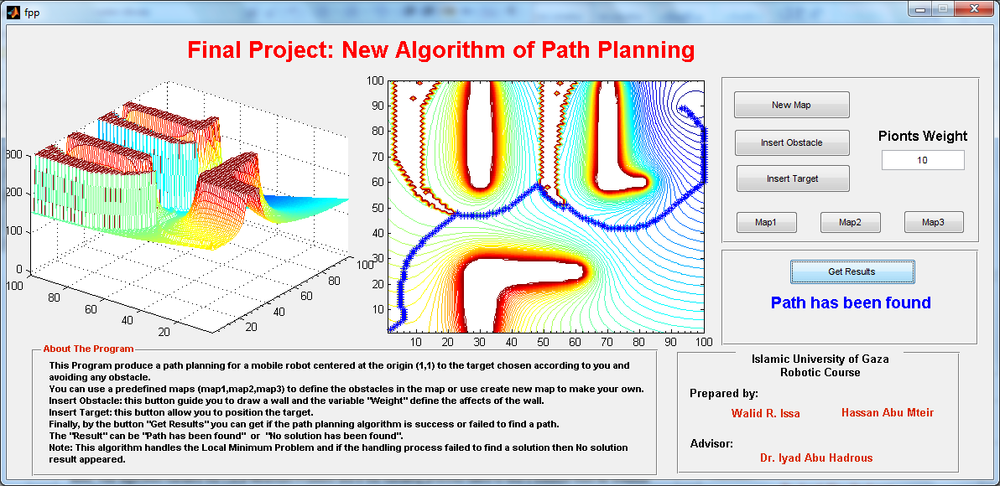 fpp
Final Project: New Algorithm of Path Planning
300
200
100
0
100
80
60
40
20
20
40
60
80
100
100
90
80
70
60
50
40
30
20
10
10 20 30 40 50 60 70 80 90 100
New Map
Insert Obstacle
Insert Target
Pionts Weight
10
Map1 Map2 Map3
Get Results
Path has been found
About The Program
This Program produce a path planning for a mobile robot centered at the origin (1,1) to the target chosen according to you and
avoiding any obstacle.
You can use a predefined maps (map1,map2,map3) to define the obstacles in the map or use create new map to make your own.
Insert Obstacle: this button guide you to draw a wall and the variable "Weight" define the affects of the wall.
Insert Target: this button allow you to position the target.
Finally, by the button "Get Results" you can get if the path planning algorithm is success or failed to find a path.
The "Result" can be "Path has been found" or "No solution has been found".
Note: This algorithm handles the Local Minimum Problem and if the handling process failed to find a solution then No solution
result appeared.
Islamic University of Gaza
Robotic Course
Prepared by:
Walid R. Issa Hassan Abu Mteir
Advisor:
Dr. Iyad Abu Hadrous